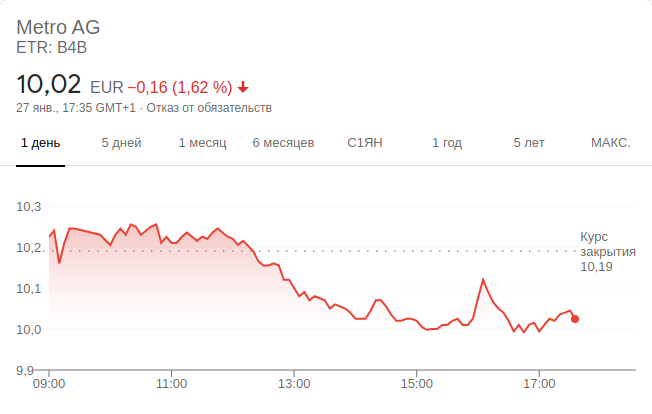 Metro AG
ETR: B4B
10,02 EUR −0,16 (1,62 %)
27 янв., 17:35 GMT+1 · Отказ от обязательств
1 день 5 дней 1 месяц 6 месяцев С1ЯН 1 год 5 лет МАКС.
10,3
10,2
10,1
10,0
9,9
Курс
закрытия
10,19
09:00 11:00 13:00 15:00 17:00